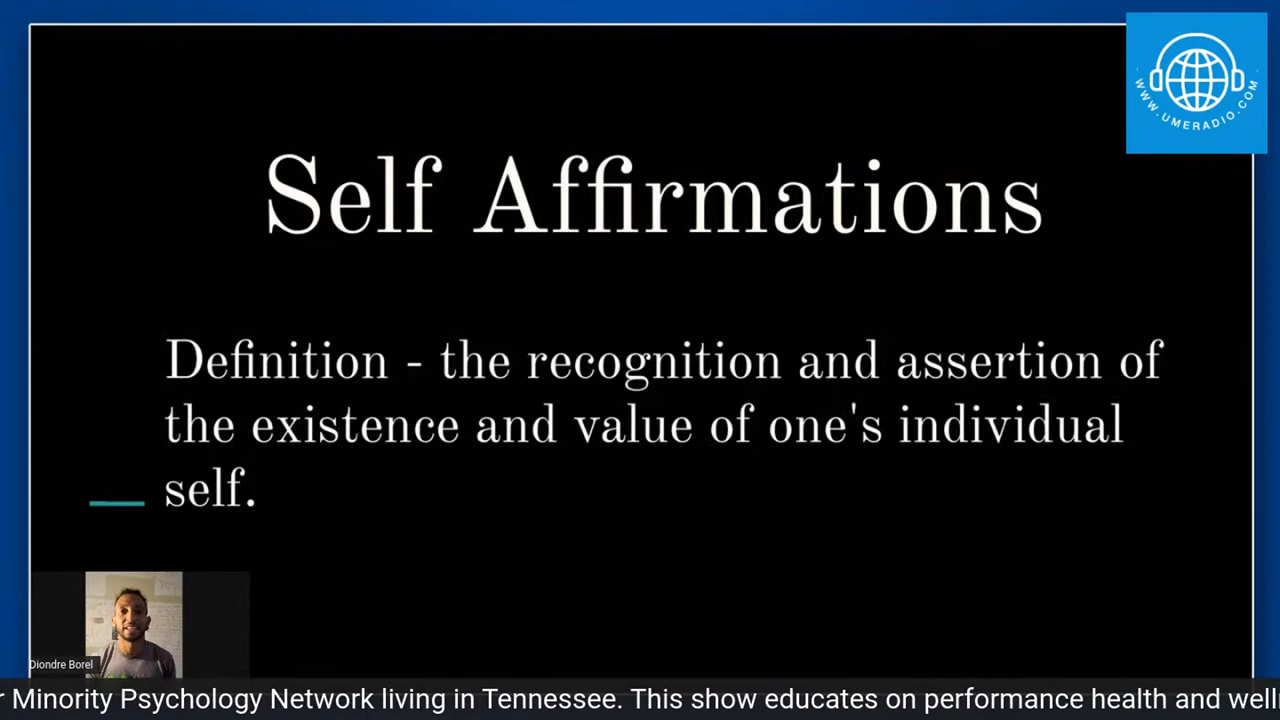 WWW.UMERADIO.COM
Self Affirmations
Definition - the recognition and assertion of
the existence and value of one's individual
self.
Diondre Borel
Minority Psychology Network living in Tennessee. This show educates on performance health and well